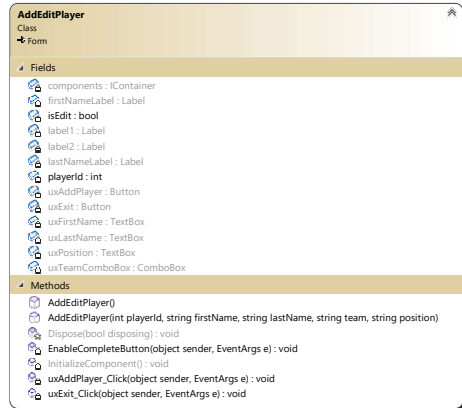 AddEditPlayer
Class
Form
Fields
components : IContainer
firstNameLabel : Label
isEdit : bool
label1 : Label
label2 : Label
lastNameLabel : Label
playerId : int
uxAddPlayer : Button
uxExit : Button
uxFirstName : TextBox
uxLastName : TextBox
uxPosition : TextBox
uxTeamComboBox : ComboBox
Methods
AddEditPlayer()
AddEditPlayer(int playerId, string firstName, string lastName, string team, string position)
Dispose(bool disposing) : void
EnableCompleteButton(object sender, EventArgs e) : void
InitializeComponent() : void
uxAddPlayer_Click(object sender, EventArgs e) : void
uxExit_Click(object sender, EventArgs e) : void